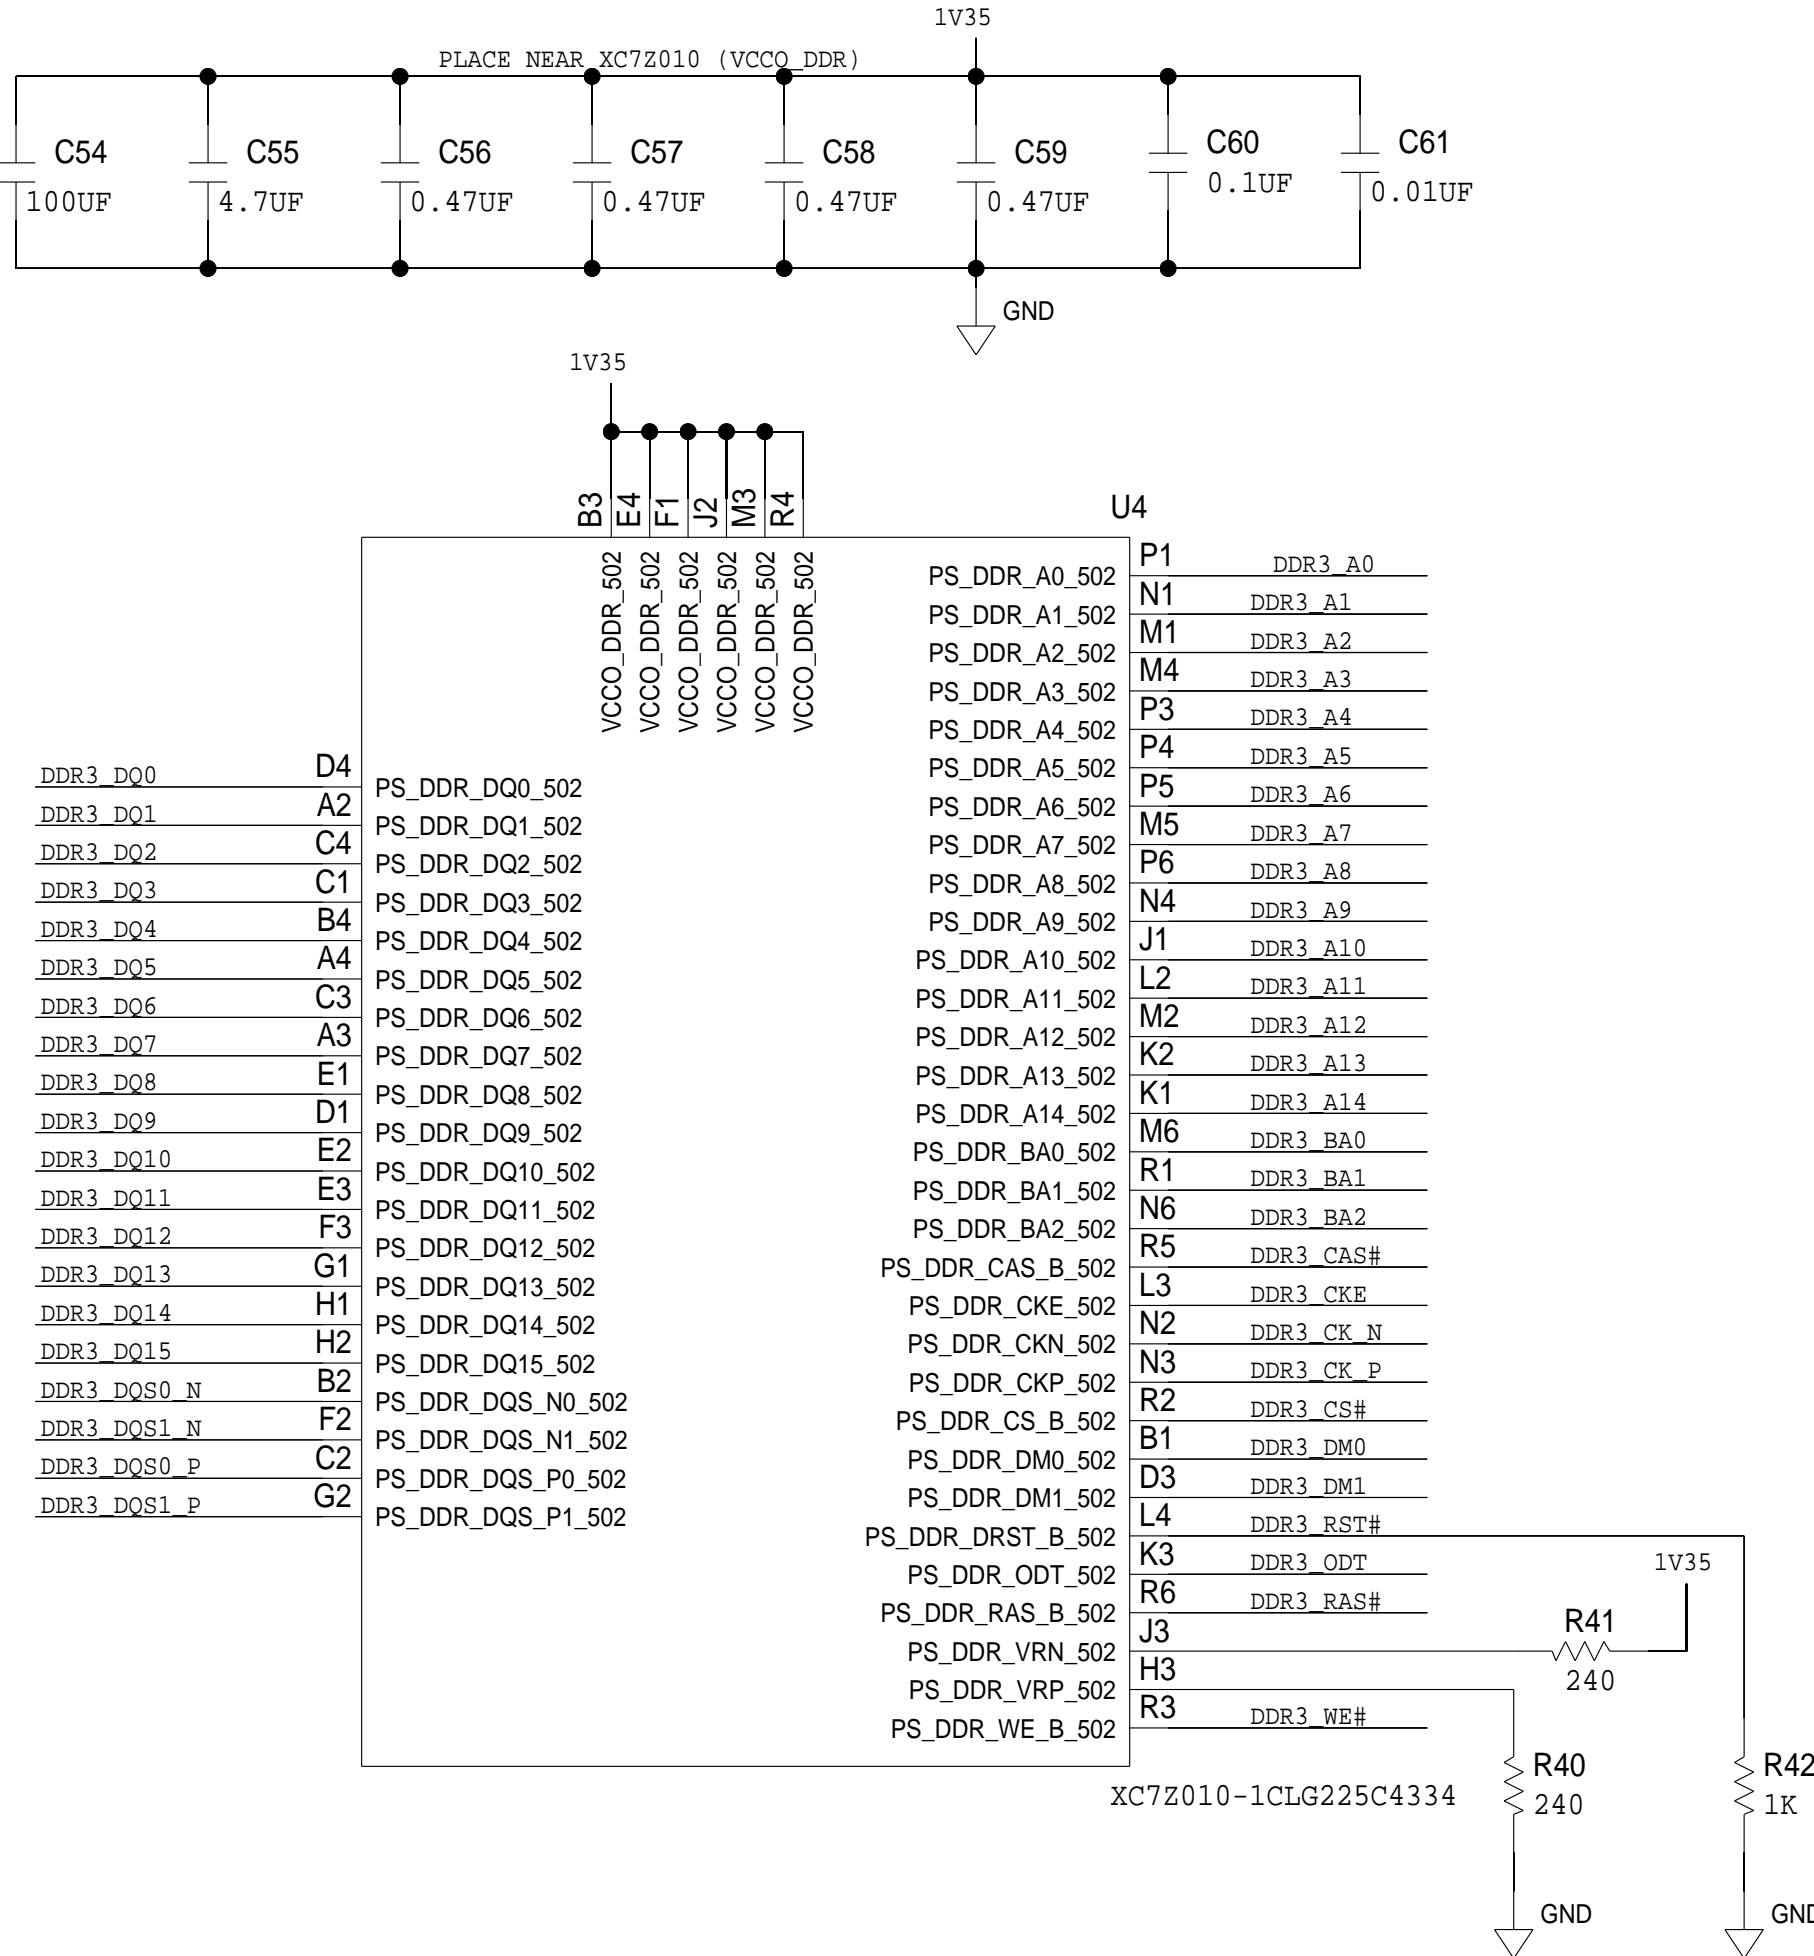 1V35
PLACE NEAR XC7Z010 (VCCO_DDR)
C54 C55 C56 C57 C58 C59 C60 C61
100UF 4.7UF 0.47UF 0.47UF 0.47UF 0.47UF 0.1UF 0.01UF
GND
1V35
B3 E4 F1 J2 M3 R4
U4
VCCO_DDR_502 VCCO_DDR_502 VCCO_DDR_502 VCCO_DDR_502 VCCO_DDR_502 VCCO_DDR_502
DDR3_DQ0 D4 PS_DDR_DQ0_502
DDR3_DQ1 A2 PS_DDR_DQ1_502
DDR3_DQ2 C4 PS_DDR_DQ2_502
DDR3_DQ3 C1 PS_DDR_DQ3_502
DDR3_DQ4 B4 PS_DDR_DQ4_502
DDR3_DQ5 A4 PS_DDR_DQ5_502
DDR3_DQ6 C3 PS_DDR_DQ6_502
DDR3_DQ7 A3 PS_DDR_DQ7_502
DDR3_DQ8 E1 PS_DDR_DQ8_502
DDR3_DQ9 D1 PS_DDR_DQ9_502
DDR3_DQ10 E2 PS_DDR_DQ10_502
DDR3_DQ11 E3 PS_DDR_DQ11_502
DDR3_DQ12 F3 PS_DDR_DQ12_502
DDR3_DQ13 G1 PS_DDR_DQ13_502
DDR3_DQ14 H1 PS_DDR_DQ14_502
DDR3_DQ15 H2 PS_DDR_DQ15_502
DDR3_DQS0_N B2 PS_DDR_DQS_N0_502
DDR3_DQS1_N F2 PS_DDR_DQS_N1_502
DDR3_DQS0_P C2 PS_DDR_DQS_P0_502
DDR3_DQS1_P G2 PS_DDR_DQS_P1_502
PS_DDR_A0_502 P1 DDR3_A0
PS_DDR_A1_502 N1 DDR3_A1
PS_DDR_A2_502 M1 DDR3_A2
PS_DDR_A3_502 M4 DDR3_A3
PS_DDR_A4_502 P3 DDR3_A4
PS_DDR_A5_502 P4 DDR3_A5
PS_DDR_A6_502 P5 DDR3_A6
PS_DDR_A7_502 M5 DDR3_A7
PS_DDR_A8_502 P6 DDR3_A8
PS_DDR_A9_502 N4 DDR3_A9
PS_DDR_A10_502 J1 DDR3_A10
PS_DDR_A11_502 L2 DDR3_A11
PS_DDR_A12_502 M2 DDR3_A12
PS_DDR_A13_502 K2 DDR3_A13
PS_DDR_A14_502 K1 DDR3_A14
PS_DDR_BA0_502 M6 DDR3_BA0
PS_DDR_BA1_502 R1 DDR3_BA1
PS_DDR_BA2_502 N6 DDR3_BA2
PS_DDR_CAS_B_502 R5 DDR3_CAS#
PS_DDR_CKE_502 L3 DDR3_CKE
PS_DDR_CKN_502 N2 DDR3_CK_N
PS_DDR_CKP_502 N3 DDR3_CK_P
PS_DDR_CS_B_502 R2 DDR3_CS#
PS_DDR_DM0_502 B1 DDR3_DM0
PS_DDR_DM1_502 D3 DDR3_DM1
PS_DDR_DRST_B_502 L4 DDR3_RST#
PS_DDR_ODT_502 K3 DDR3_ODT
PS_DDR_RAS_B_502 R6 DDR3_RAS#
PS_DDR_VRN_502 J3
PS_DDR_VRP_502 H3
PS_DDR_WE_B_502 R3 DDR3_WE#
1V35
R41
240
XC7Z010-1CLG225C4334
R40
240
R42
1K
GND
GND